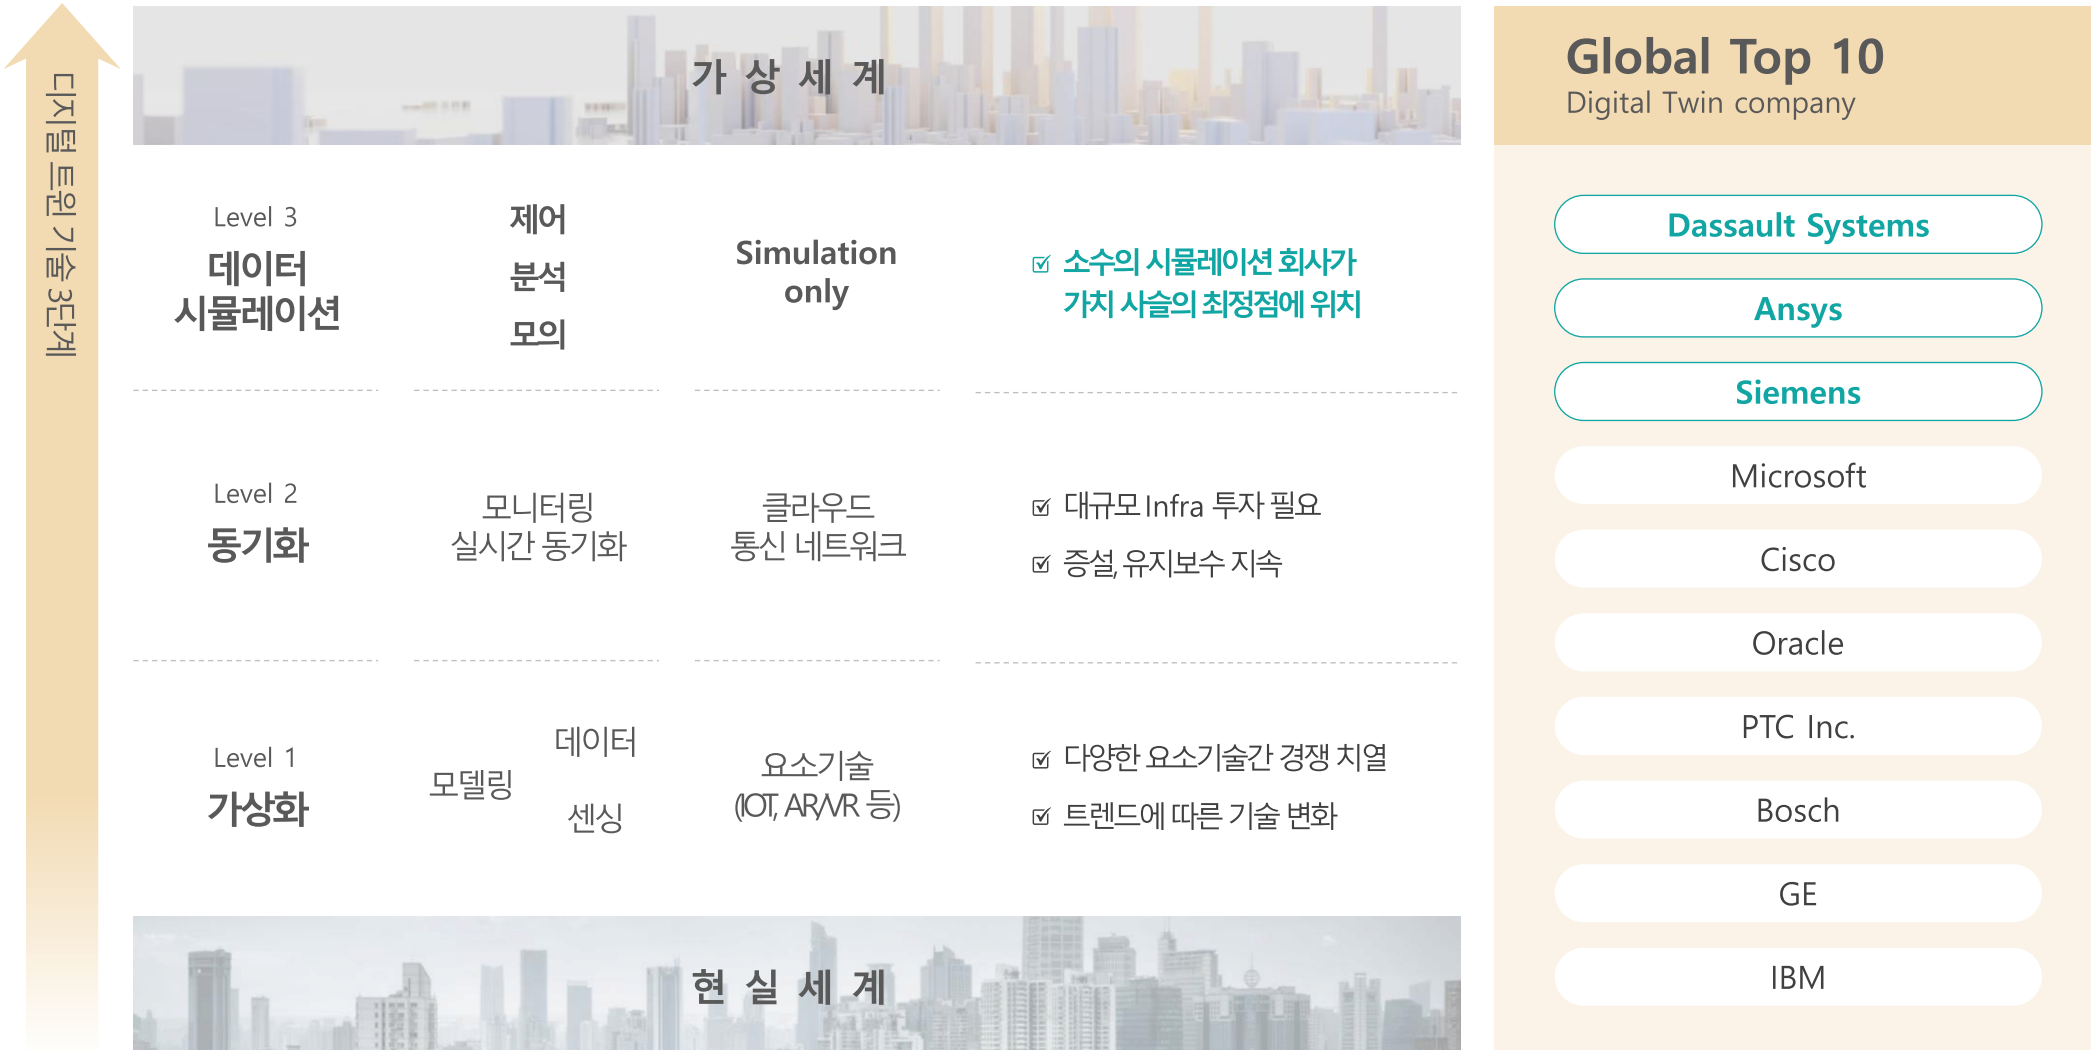 디지털 트윈 기술 3단계
가 상 세 계
Level 3
데이터
시뮬레이션
제어
분석
모의
Simulation
only
소수의 시뮬레이션 회사가
가치 사슬의 최정점에 위치
Level 2
동기화
모니터링
실시간 동기화
클라우드
통신 네트워크
대규모 Infra 투자 필요
증설, 유지보수 지속
Level 1
가상화
모델링
데이터
센싱
요소기술
(IOT, AR/VR 등)
다양한 요소기술간 경쟁 치열
트렌드에 따른 기술 변화
현 실 세 계
Global Top 10
Digital Twin company
Dassault Systems
Ansys
Siemens
Microsoft
Cisco
Oracle
PTC Inc.
Bosch
GE
IBM